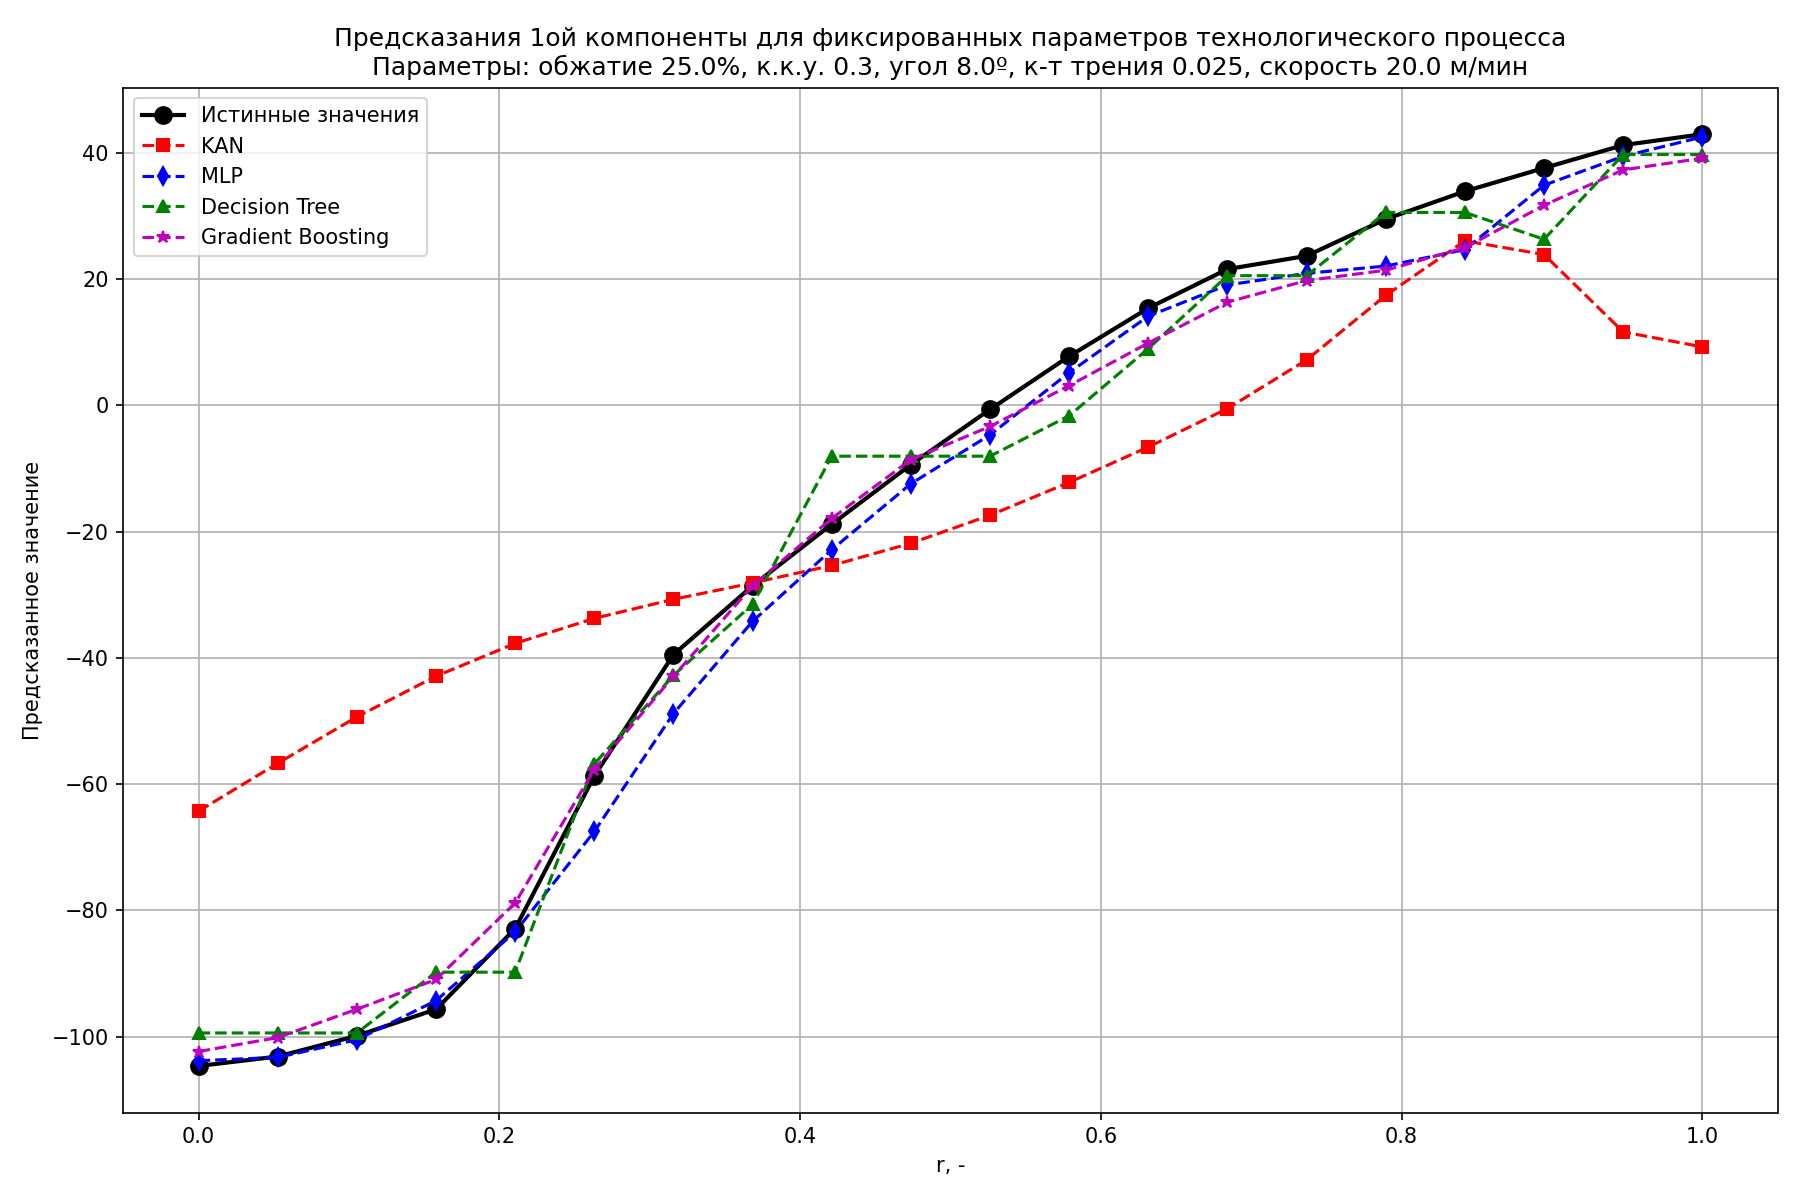 Предсказания 1ой компоненты для фиксированных параметров технологического процесса
Параметры: обжатие 25.0%, к.к.у. 0.3, угол 8.0º, к-т трения 0.025, скорость 20.0 м/мин
Истинные значения
KAN
MLP
Decision Tree
Gradient Boosting
Предсказанное значение
40
20
0
−20
−40
−60
−80
−100
0.0
0.2
0.4
0.6
0.8
1.0
r, -